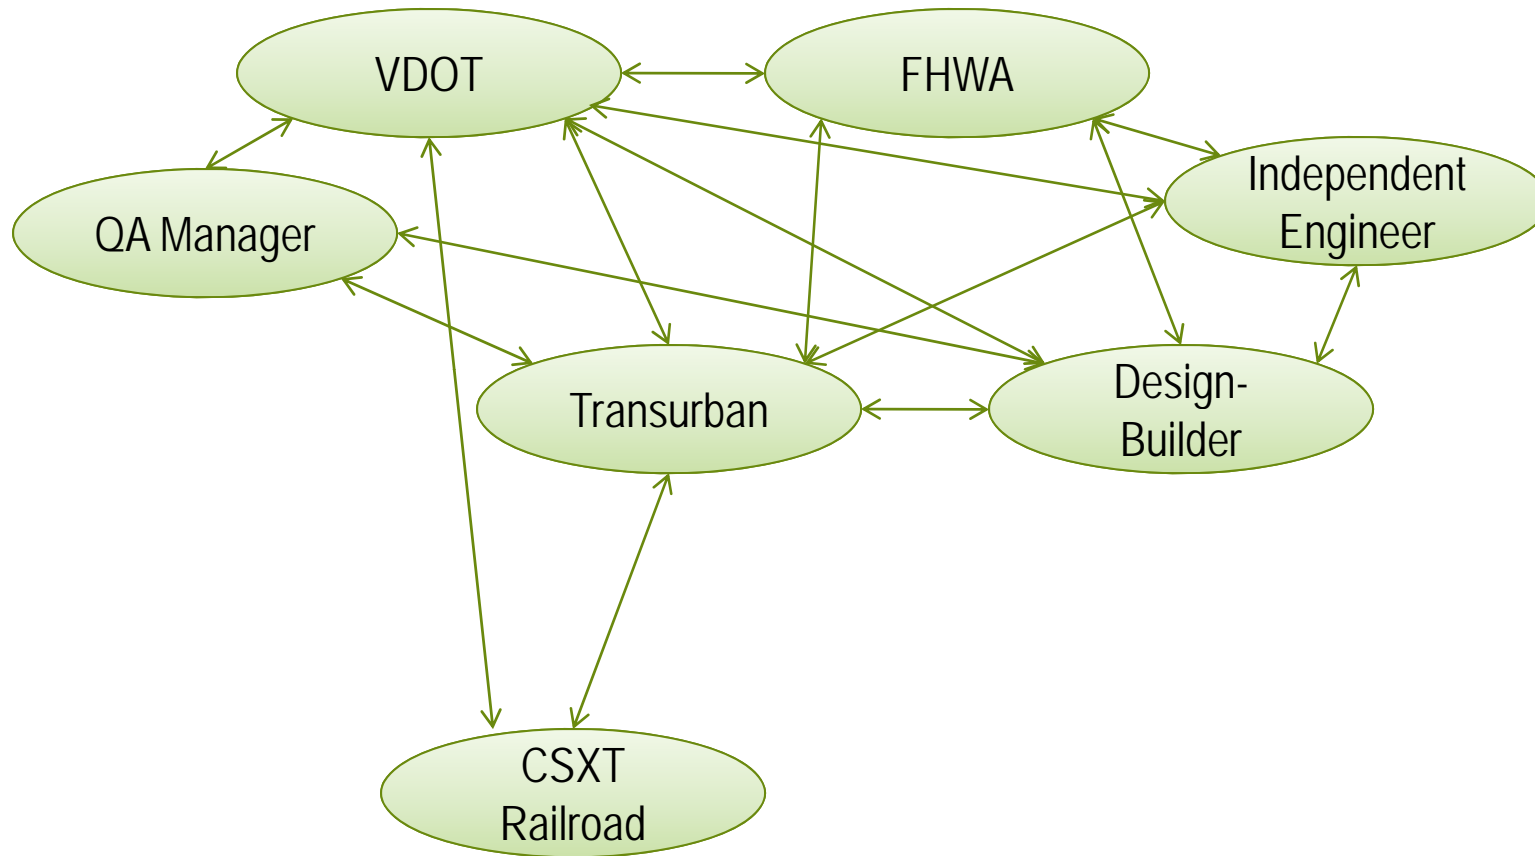 VDOT
FHWA
Independent
Engineer
QA Manager
Transurban
Design-
Builder
CSXT
Railroad